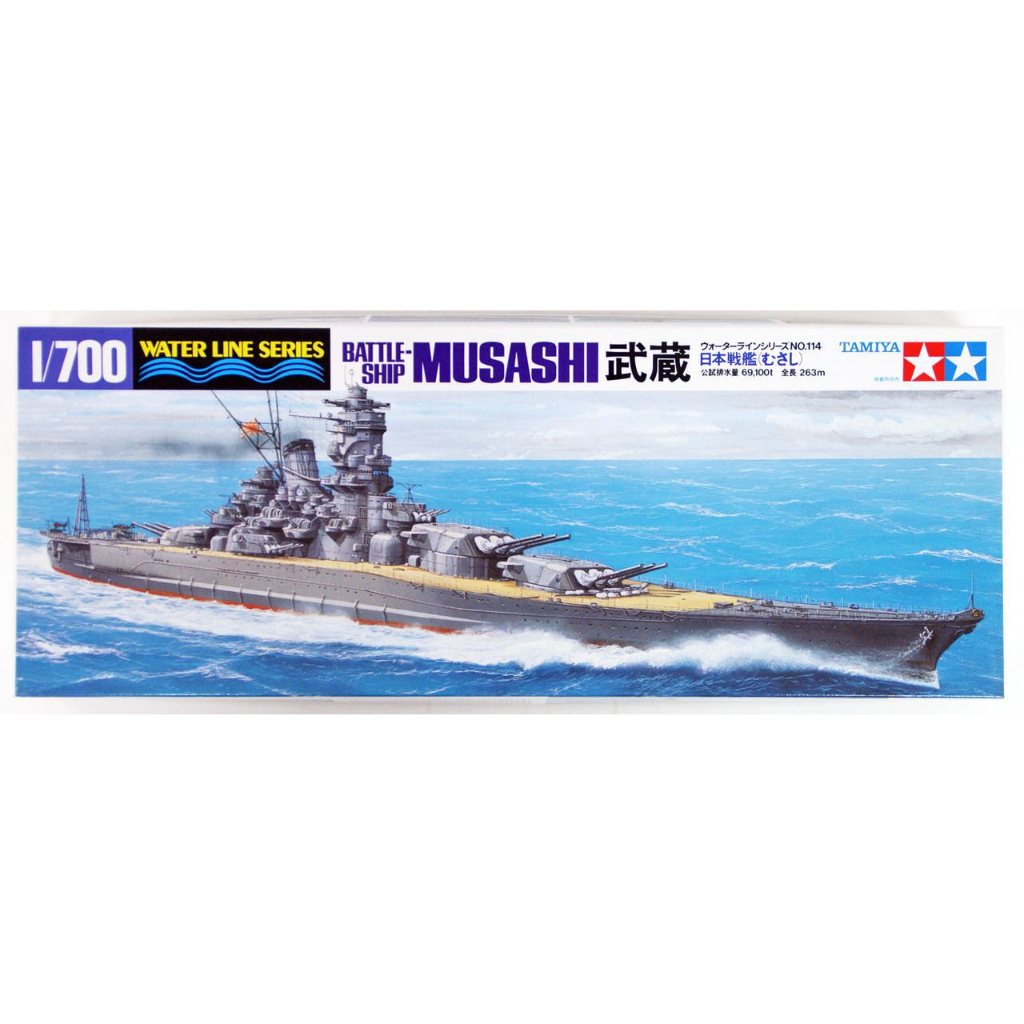 1/700
WATER LINE SERIES
BATTLE-
SHIP
MUSASHI 武蔵
ウォーターラインシリーズ NO.114
日本戦艦(むさし)
公試排水量 69,100t 全長 263m
TAMIYA